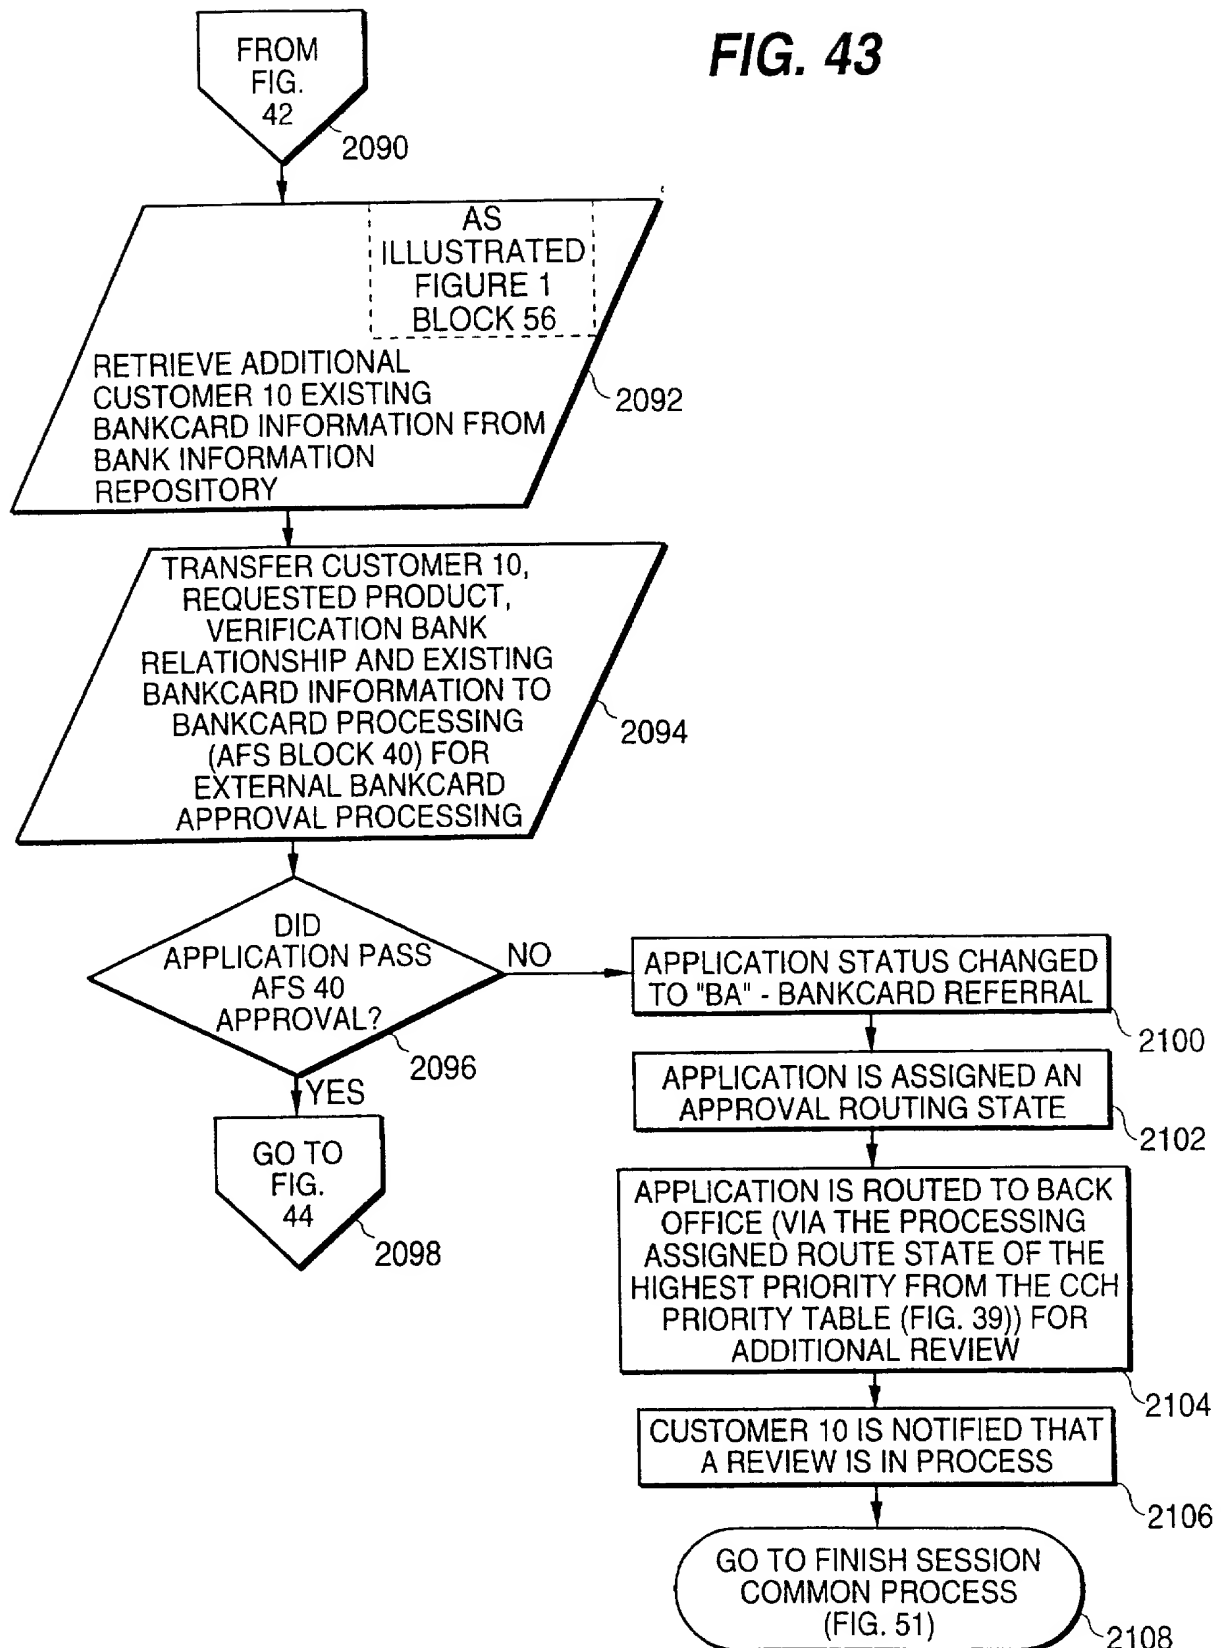 FIG. 43
FROM
FIG.
42
2090
AS
ILLUSTRATED
FIGURE 1
BLOCK 56
RETRIEVE ADDITIONAL
CUSTOMER 10 EXISTING
BANKCARD INFORMATION FROM
BANK INFORMATION
REPOSITORY
2092
TRANSFER CUSTOMER 10,
REQUESTED PRODUCT,
VERIFICATION BANK
RELATIONSHIP AND EXISTING
BANKCARD INFORMATION TO
BANKCARD PROCESSING
(AFS BLOCK 40) FOR
EXTERNAL BANKCARD
APPROVAL PROCESSING
2094
DID
APPLICATION PASS
AFS 40
APPROVAL?
2096
NO
YES
GO TO
FIG.
44
2098
APPLICATION STATUS CHANGED
TO "BA" - BANKCARD REFERRAL
2100
APPLICATION IS ASSIGNED AN
APPROVAL ROUTING STATE
2102
APPLICATION IS ROUTED TO BACK
OFFICE (VIA THE PROCESSING
ASSIGNED ROUTE STATE OF THE
HIGHEST PRIORITY FROM THE CCH
PRIORITY TABLE (FIG. 39)) FOR
ADDITIONAL REVIEW
2104
CUSTOMER 10 IS NOTIFIED THAT
A REVIEW IS IN PROCESS
2106
GO TO FINISH SESSION
COMMON PROCESS
(FIG. 51)
2108